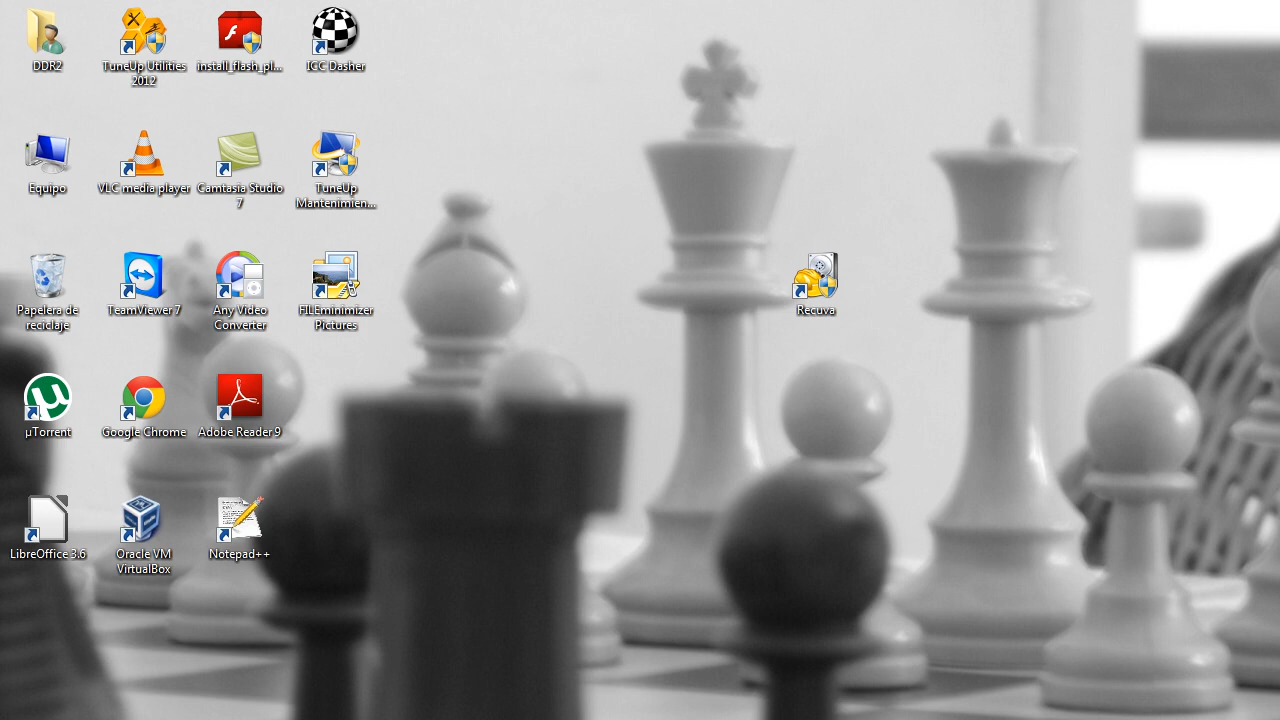 DDR2
TuneUp Utilities
2012
install_flash_pl...
ICC Dasher
Equipo
VLC media player
Camtasia Studio
7
TuneUp
Mantenimien...
Papelera de
reciclaje
TeamViewer 7
Any Video
Converter
FILEminimizer
Pictures
Recuva
µTorrent
Google Chrome
Adobe Reader 9
LibreOffice 3.6
Oracle VM
VirtualBox
Notepad++